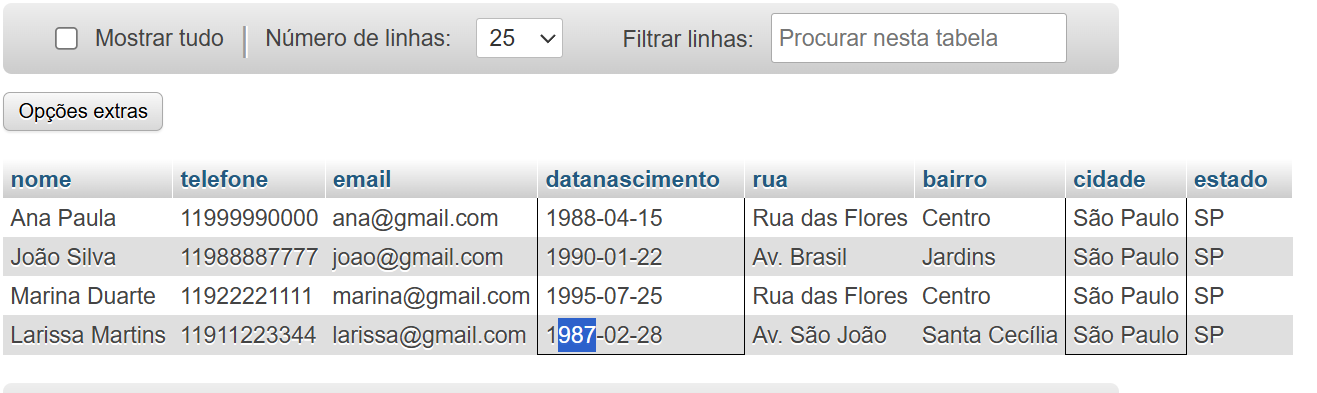 Mostrar tudo Número de linhas: 25 Filtrar linhas: Procurar nesta tabela
Opções extras
nome telefone email datanascimento rua bairro cidade estado
Ana Paula 11999990000 ana@gmail.com 1988-04-15 Rua das Flores Centro São Paulo SP
João Silva 11988887777 joao@gmail.com 1990-01-22 Av. Brasil Jardins São Paulo SP
Marina Duarte 11922221111 marina@gmail.com 1995-07-25 Rua das Flores Centro São Paulo SP
Larissa Martins 11911223344 larissa@gmail.com 1987-02-28 Av. São João Santa Cecília São Paulo SP